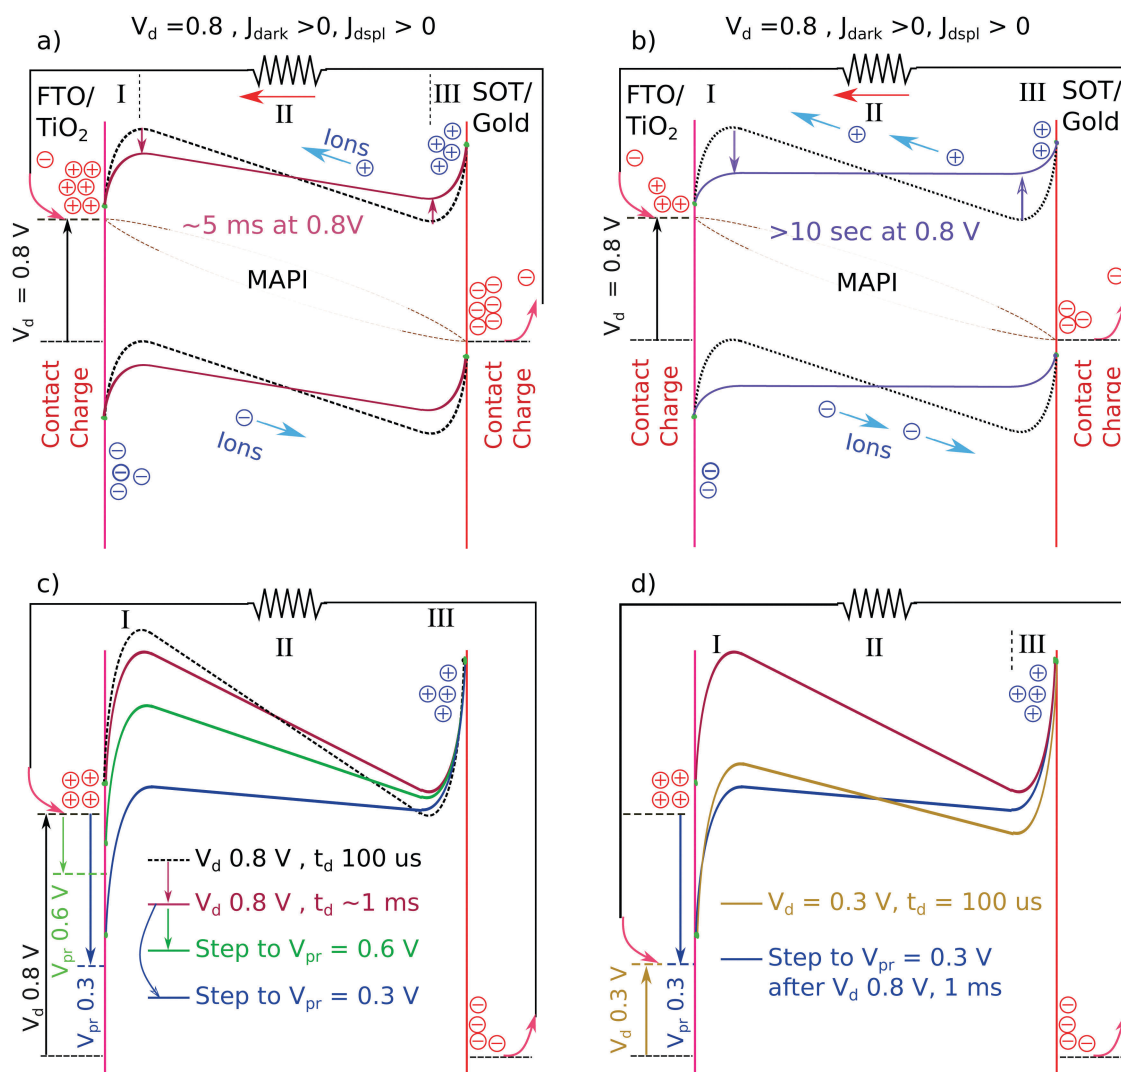 a)
V_d =0.8 , J_dark >0, J_dspl > 0
FTO/
TiO₂
I
II
III
SOT/
Gold
Ions
~5 ms at 0.8V
MAPI
V_d = 0.8 V
Contact
Charge
Ions
Contact
Charge
b)
V_d =0.8 , J_dark >0, J_dspl > 0
FTO/
TiO₂
I
II
III
SOT/
Gold
>10 sec at 0.8 V
MAPI
V_d = 0.8 V
Contact
Charge
Ions
Contact
Charge
c)
I
II
III
V_d 0.8 V , t_d 100 us
V_d 0.8 V , t_d ~1 ms
Step to V_pr = 0.6 V
Step to V_pr = 0.3 V
V_d 0.8 V
V_pr 0.6 V
V_pr 0.3
d)
I
II
III
V_d = 0.3 V, t_d = 100 us
Step to V_pr = 0.3 V
after V_d 0.8 V, 1 ms
V_d 0.3 V
V_pr 0.3